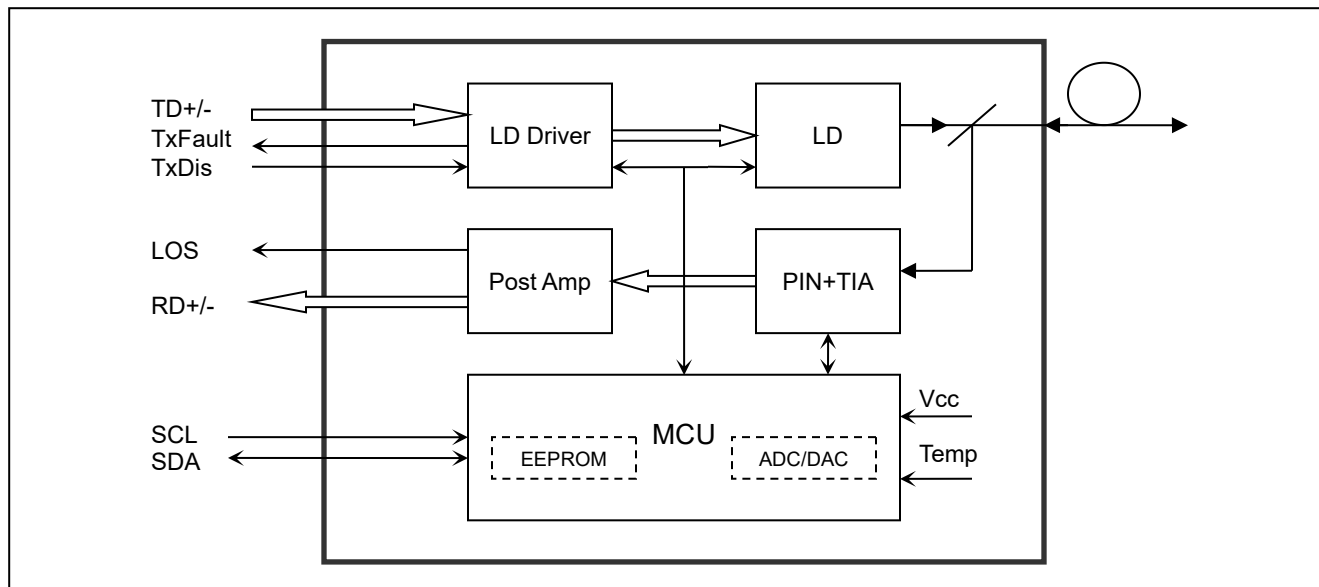 TD+/-
TxFault
TxDis
LD Driver
LD
LOS
RD+/-
Post Amp
PIN+TIA
SCL
SDA
MCU
EEPROM
ADC/DAC
Vcc
Temp